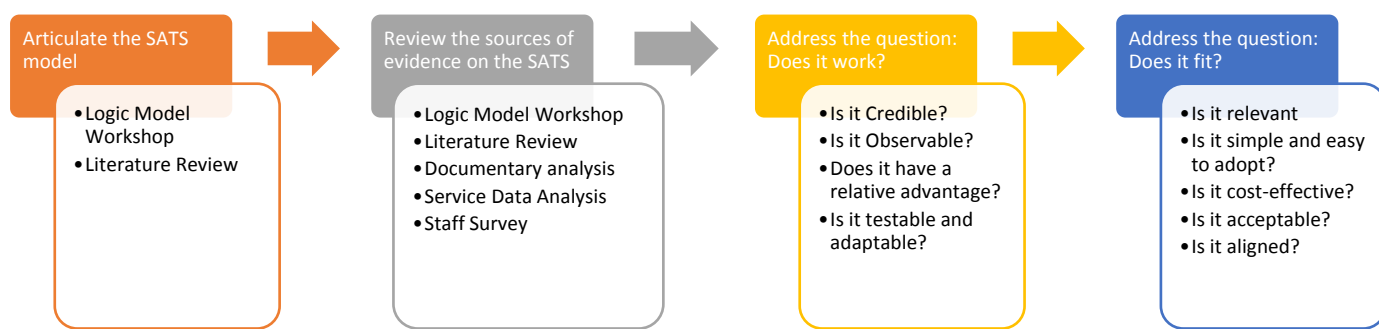 Articulate the SATS
model
•Logic Model
Workshop
•Literature Review
Review the sources of
evidence on the SATS
•Logic Model Workshop
•Literature Review
•Documentary analysis
•Service Data Analysis
•Staff Survey
Address the question:
Does it work?
•Is it Credible?
•Is it Observable?
•Does it have a
relative advantage?
•Is it testable and
adaptable?
Address the question:
Does it fit?
•Is it relevant
•Is it simple and easy
to adopt?
•Is it cost-effective?
•Is it acceptable?
•Is it aligned?